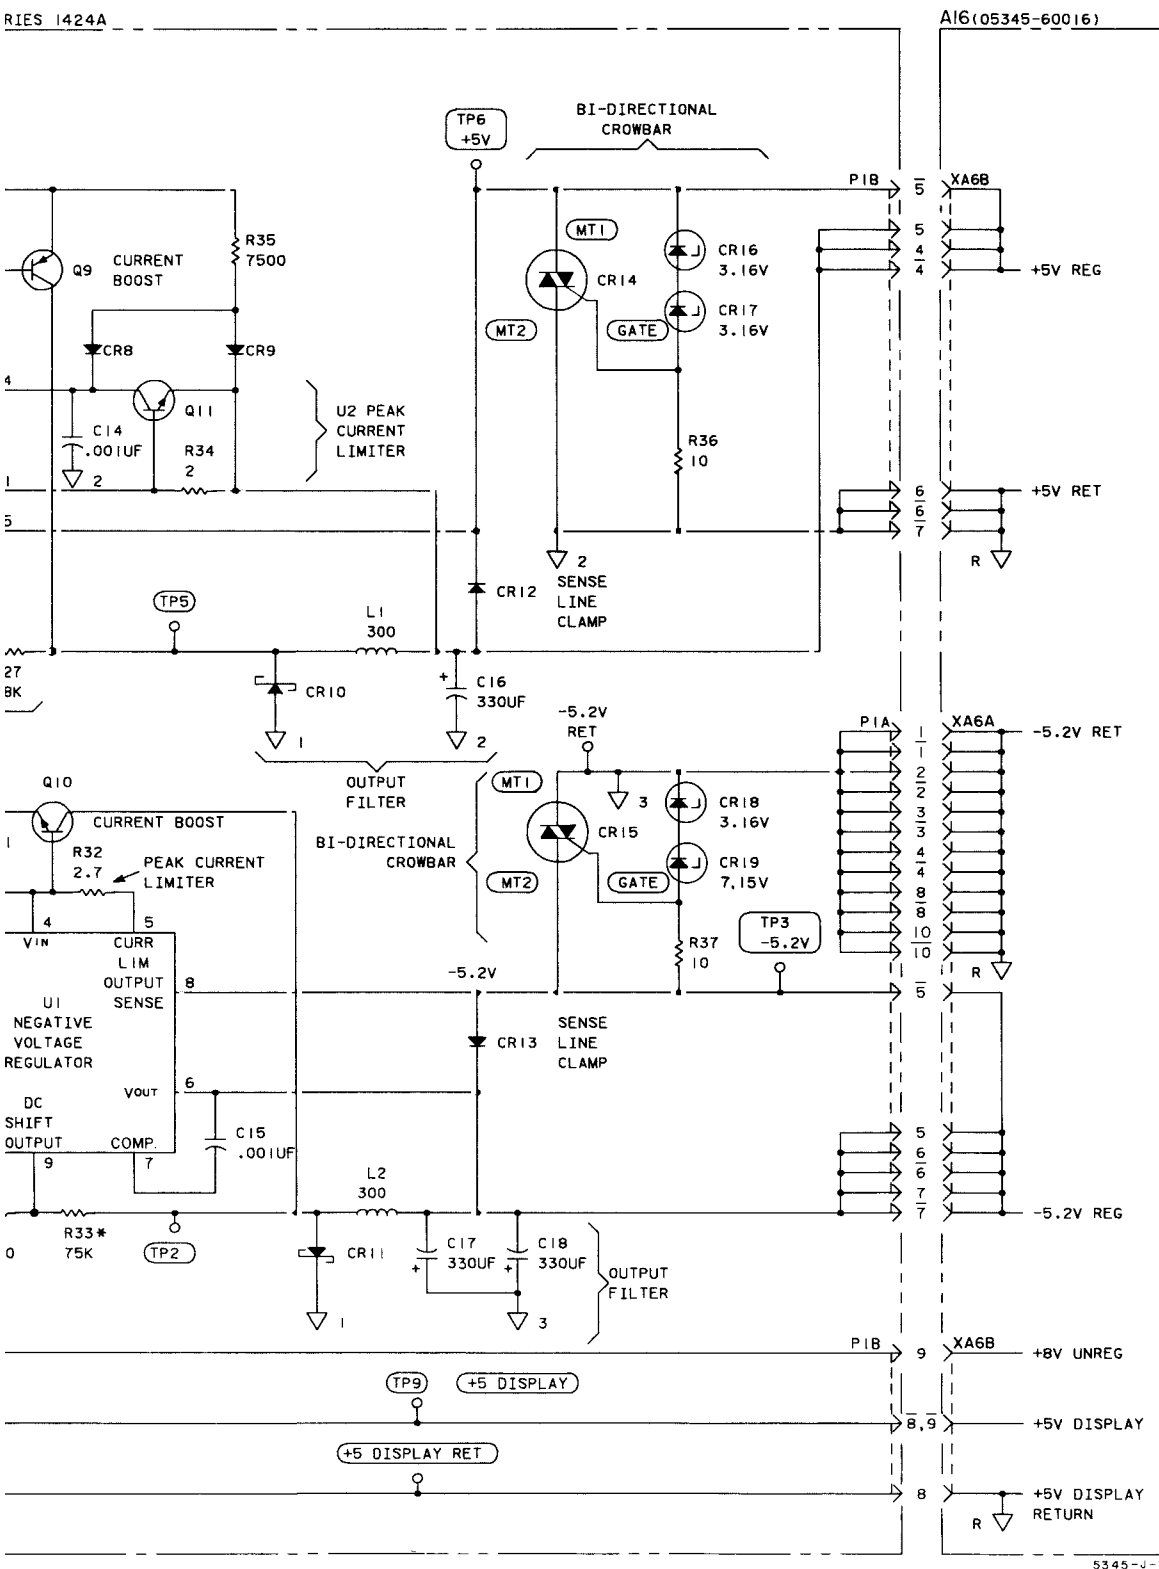 RIES 1424A
A16(05345-60016)
TP6
+5V
BI-DIRECTIONAL
CROWBAR
P1B
5
XA6B
MT1
5
4
4
+5V REG
R35
7500
Q9
CURRENT
BOOST
CR16
3.16V
CR14
CR17
3.16V
MT2
GATE
CR8
CR9
4
Q11
U2 PEAK
CURRENT
LIMITER
C14
.001UF
R34
2
2
R36
10
1
6
6
7
+5V RET
5
R
2
SENSE
LINE
CLAMP
CR12
TP5
L1
300
27
8K
CR10
+
C16
330UF
1
2
-5.2V
RET
P1A
XA6A
1
1
2
2
3
3
4
4
8
8
10
10
-5.2V RET
R
OUTPUT
FILTER
MT1
3
CR18
3.16V
CR15
Q10
CURRENT BOOST
1
BI-DIRECTIONAL
CROWBAR
R32
2.7
PEAK CURRENT
LIMITER
CR19
7.15V
MT2
GATE
4
5
VIN
CURR
LIM
OUTPUT
SENSE
8
TP3
-5.2V
R37
10
-5.2V
5
U1
NEGATIVE
VOLTAGE
REGULATOR
SENSE
LINE
CLAMP
CR13
6
VOUT
DC
SHIFT
OUTPUT
COMP.
9
7
C15
.001UF
5
6
6
7
7
-5.2V REG
L2
300
0
R33*
75K
TP2
CR11
C17
330UF
+
C18
330UF
+
OUTPUT
FILTER
1
3
P1B
9
XA6B
+8V UNREG
TP9
+5 DISPLAY
8,9
+5V DISPLAY
+5 DISPLAY RET
8
+5V DISPLAY
RETURN
R
5345-J-